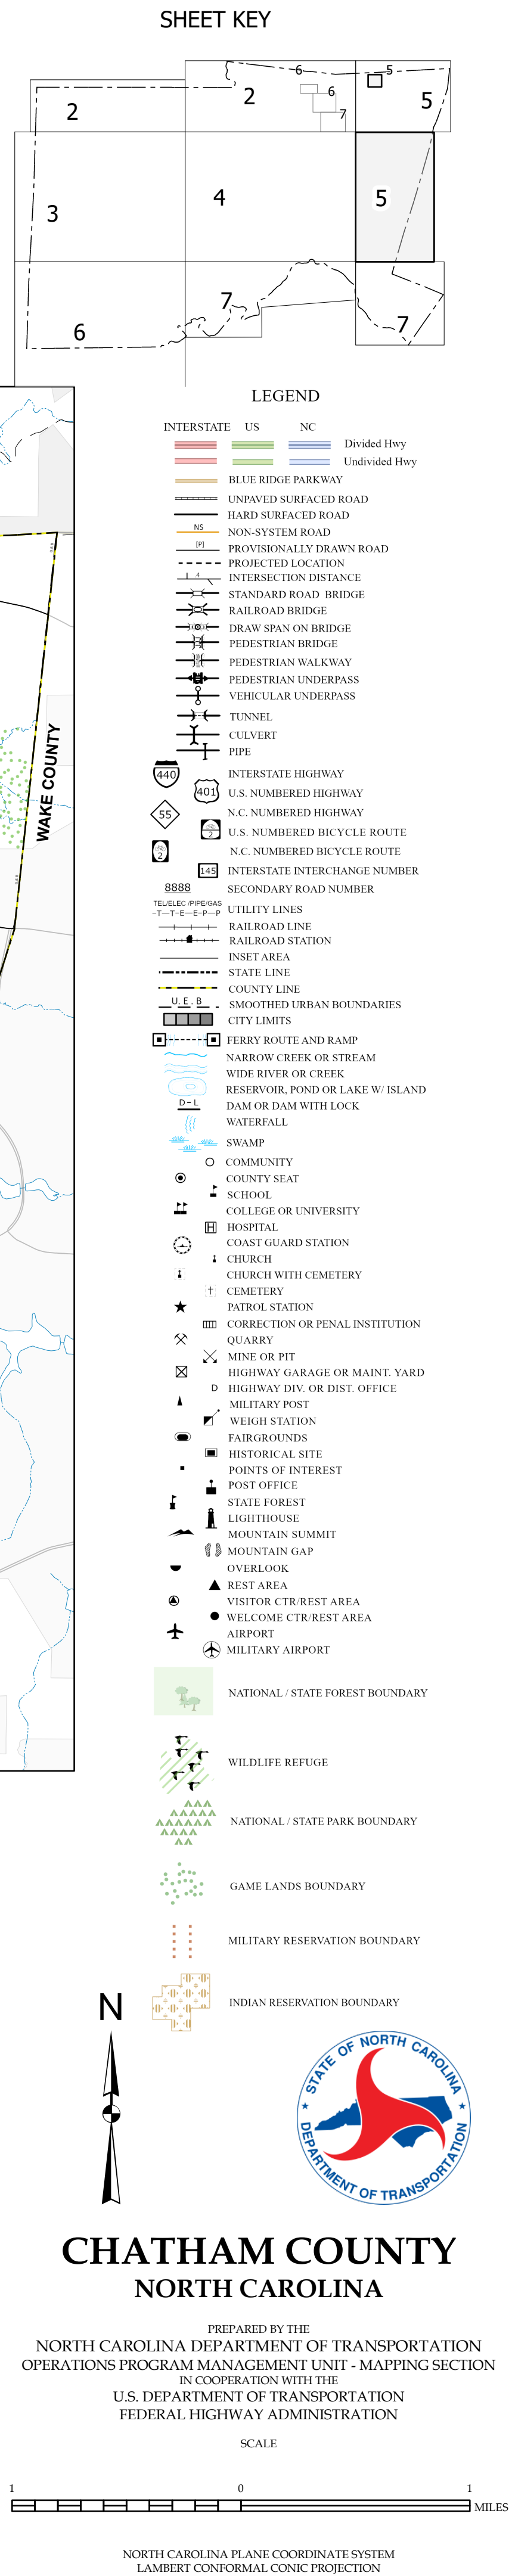 SHEET KEY
6
5
2
2
6
5
7
3
4
5
6
7
7
LEGEND
INTERSTATE US NC
Divided Hwy
Undivided Hwy
BLUE RIDGE PARKWAY
UNPAVED SURFACED ROAD
HARD SURFACED ROAD
NS NON-SYSTEM ROAD
[P] PROVISIONALLY DRAWN ROAD
PROJECTED LOCATION
.4 INTERSECTION DISTANCE
STANDARD ROAD BRIDGE
RAILROAD BRIDGE
DRAW SPAN ON BRIDGE
PEDESTRIAN BRIDGE
PEDESTRIAN WALKWAY
PEDESTRIAN UNDERPASS
VEHICULAR UNDERPASS
TUNNEL
CULVERT
PIPE
440 INTERSTATE HIGHWAY
401 U.S. NUMBERED HIGHWAY
55 N.C. NUMBERED HIGHWAY
2 U.S. NUMBERED BICYCLE ROUTE
2 N.C. NUMBERED BICYCLE ROUTE
145 INTERSTATE INTERCHANGE NUMBER
8888 SECONDARY ROAD NUMBER
TEL/ELEC /PIPE/GAS
-T-T-E-E-P-P UTILITY LINES
RAILROAD LINE
RAILROAD STATION
INSET AREA
STATE LINE
COUNTY LINE
U.E.B SMOOTHED URBAN BOUNDARIES
CITY LIMITS
FERRY ROUTE AND RAMP
NARROW CREEK OR STREAM
WIDE RIVER OR CREEK
RESERVOIR, POND OR LAKE W/ ISLAND
D-L DAM OR DAM WITH LOCK
WATERFALL
SWAMP
COMMUNITY
COUNTY SEAT
SCHOOL
COLLEGE OR UNIVERSITY
H HOSPITAL
COAST GUARD STATION
CHURCH
CHURCH WITH CEMETERY
CEMETERY
PATROL STATION
CORRECTION OR PENAL INSTITUTION
QUARRY
MINE OR PIT
HIGHWAY GARAGE OR MAINT. YARD
D HIGHWAY DIV. OR DIST. OFFICE
MILITARY POST
WEIGH STATION
FAIRGROUNDS
HISTORICAL SITE
POINTS OF INTEREST
POST OFFICE
STATE FOREST
LIGHTHOUSE
MOUNTAIN SUMMIT
MOUNTAIN GAP
OVERLOOK
REST AREA
VISITOR CTR/REST AREA
WELCOME CTR/REST AREA
AIRPORT
MILITARY AIRPORT
NATIONAL / STATE FOREST BOUNDARY
WILDLIFE REFUGE
NATIONAL / STATE PARK BOUNDARY
GAME LANDS BOUNDARY
MILITARY RESERVATION BOUNDARY
INDIAN RESERVATION BOUNDARY
WAKE COUNTY
N
STATE OF NORTH CAROLINA
DEPARTMENT OF TRANSPORTATION
CHATHAM COUNTY
NORTH CAROLINA
PREPARED BY THE
NORTH CAROLINA DEPARTMENT OF TRANSPORTATION
OPERATIONS PROGRAM MANAGEMENT UNIT - MAPPING SECTION
IN COOPERATION WITH THE
U.S. DEPARTMENT OF TRANSPORTATION
FEDERAL HIGHWAY ADMINISTRATION
SCALE
1 0 1
MILES
NORTH CAROLINA PLANE COORDINATE SYSTEM
LAMBERT CONFORMAL CONIC PROJECTION